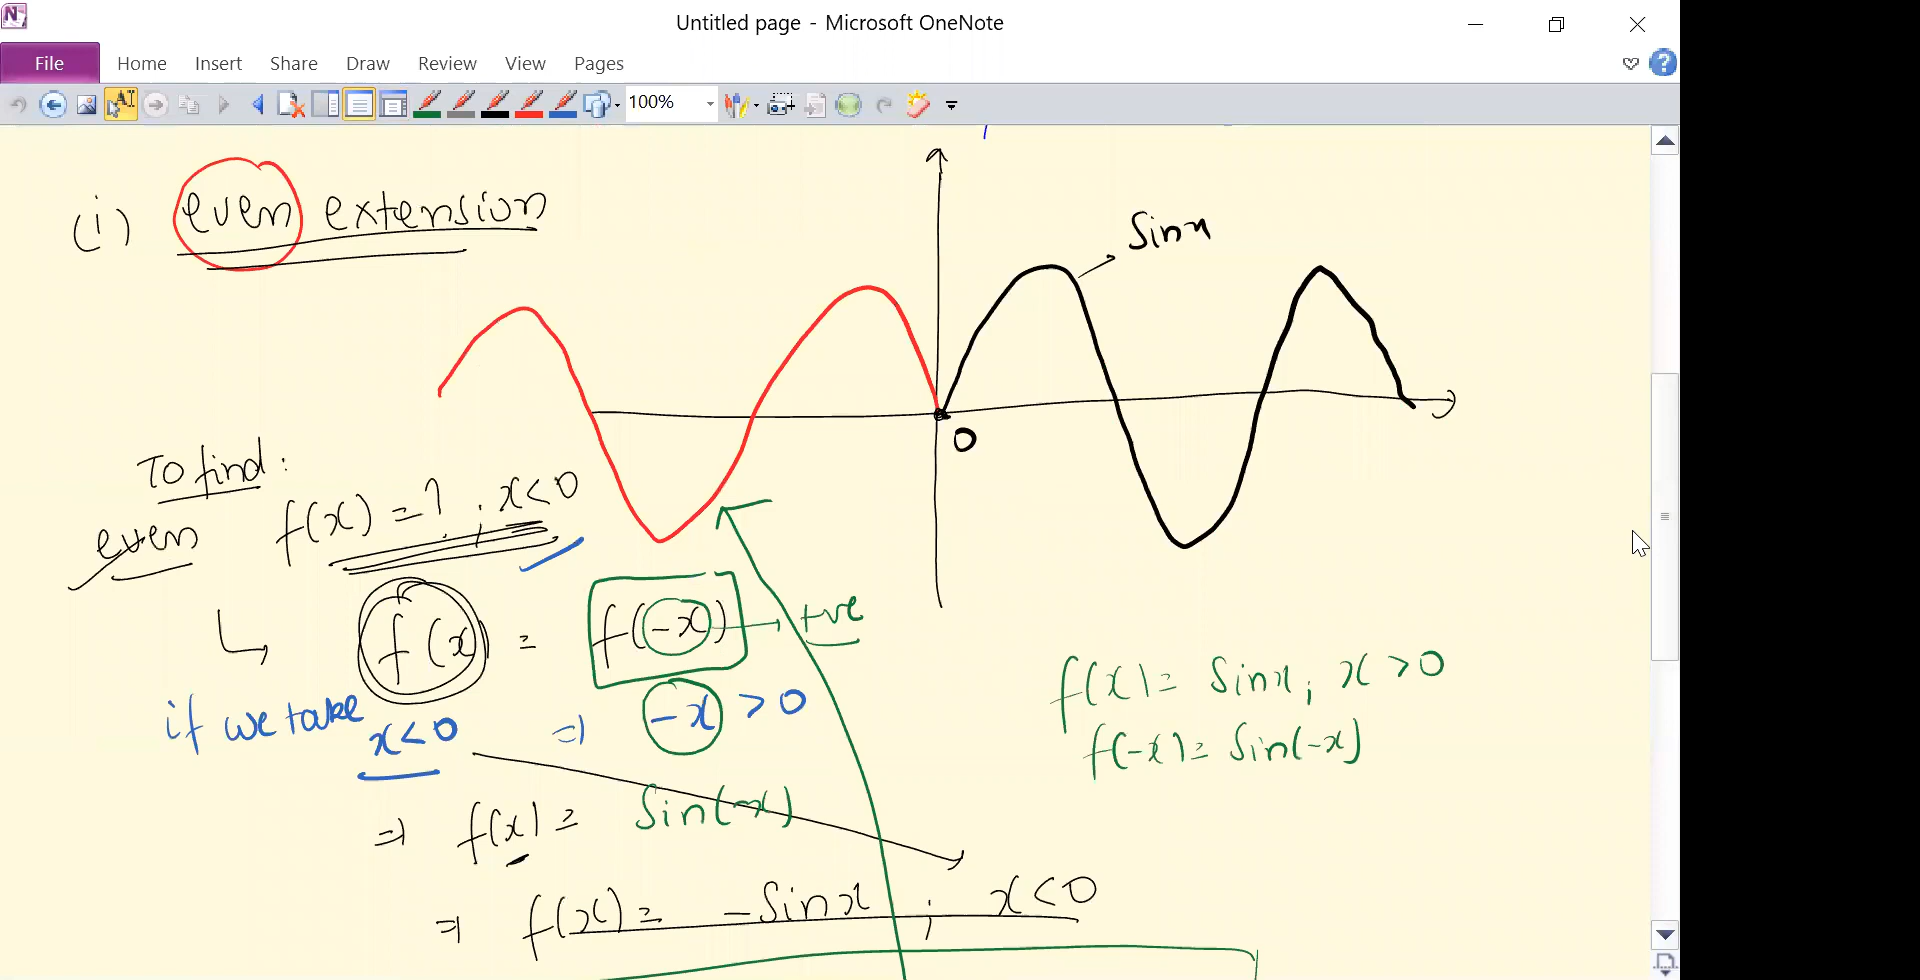 Untitled page - Microsoft OneNote
File Home Insert Share Draw Review View Pages
100%
(i) even extension
Sinx
0
To find:
even f(x) = ? ; x<0
f(x) = f(-x) → +ve
if we take x<0 ⇒ -x > 0
f(x) = Sinx; x>0
f(-x) = Sin(-x)
⇒ f(x) = Sin(-x)
⇒ f(x) = -Sinx ; x<0